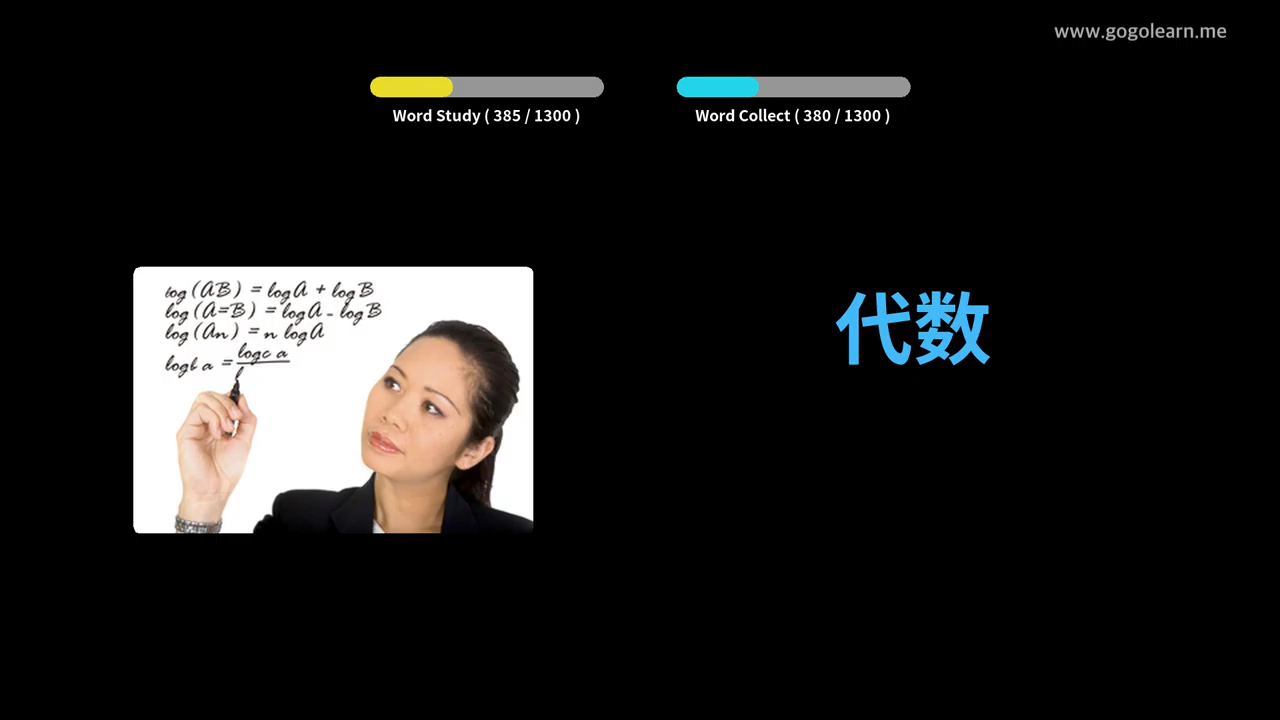 www.gogolearn.me
Word Study ( 385 / 1300 )
Word Collect ( 380 / 1300 )
log (AB) = logA + logB
log (A=B) = logA - logB
log (An) = n logA
logb a = logc a
代数